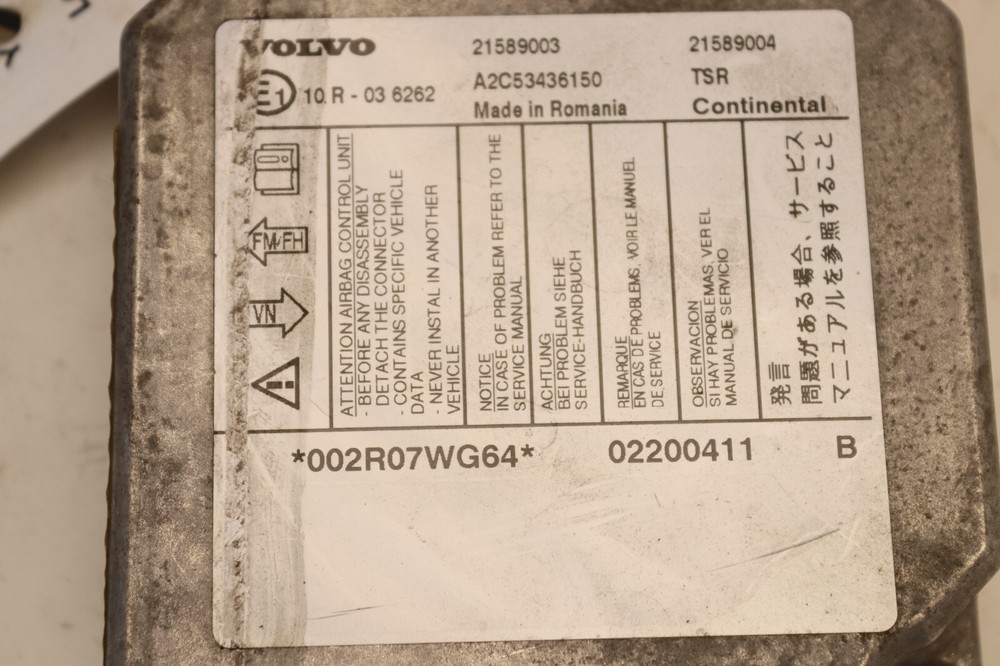 VOLVO 21589003 21589004
E1 10 R - 03 6262 A2C53436150 TSR
Made in Romania Continental
FM/FH
VN
ATTENTION AIRBAG CONTROL UNIT
- BEFORE ANY DISASSEMBLY
DETACH THE CONNECTOR
- CONTAINS SPECIFIC VEHICLE
DATA
- NEVER INSTAL IN ANOTHER
VEHICLE
NOTICE
IN CASE OF PROBLEM REFER TO THE
SERVICE MANUAL
ACHTUNG
BEI PROBLEM SIEHE
SERVICE-HANDBUCH
REMARQUE
EN CAS DE PROBLEMS, VOIR LE MANUEL
DE SERVICE
OBSERVACION
SI HAY PROBLEMAS, VER EL
MANUAL DE SERVICIO
発言
問題がある場合、サービス
マニュアルを参照すること
*002R07WG64* 02200411 B